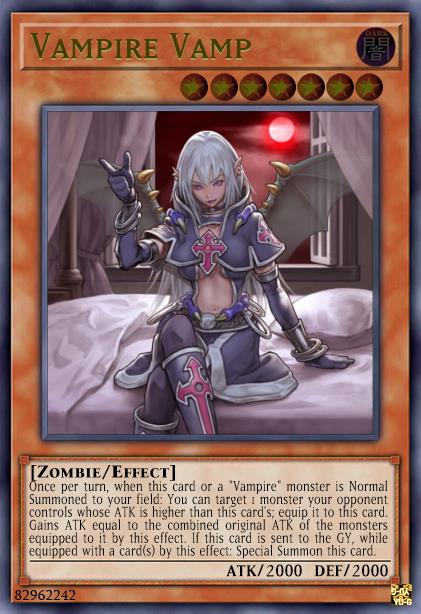 Vampire Vamp
DARK
闇
[Zombie/Effect]
Once per turn, when this card or a "Vampire" monster is Normal
Summoned to your field: You can target 1 monster your opponent
controls whose ATK is higher than this card's; equip it to this card.
Gains ATK equal to the combined original ATK of the monsters
equipped to it by this effect. If this card is sent to the GY, while
equipped with a card(s) by this effect: Special Summon this card.
ATK/2000 DEF/2000
82962242